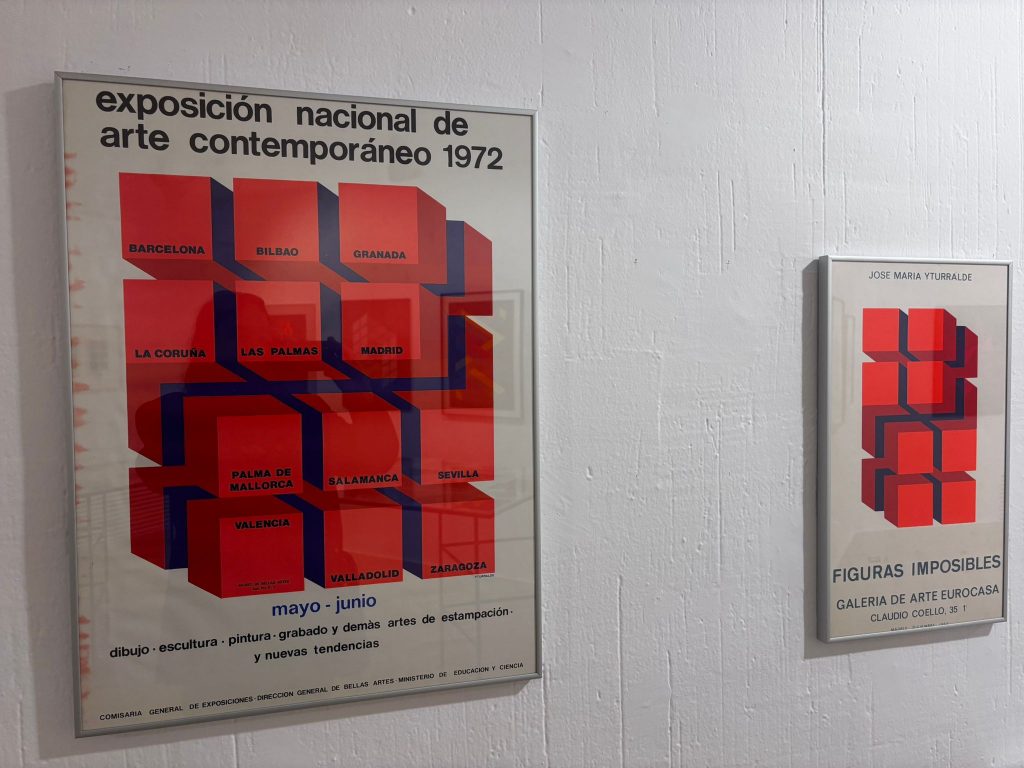 exposición nacional de
arte contemporáneo 1972
BARCELONA
BILBAO
GRANADA
LA CORUÑA
LAS PALMAS
MADRID
PALMA DE
MALLORCA
SALAMANCA
SEVILLA
VALENCIA
VALLADOLID
ZARAGOZA
YTURRALDE
mayo - junio
dibujo · escultura · pintura · grabado y demàs artes de estampación ·
y nuevas tendencias
COMISARIA GENERAL DE EXPOSICIONES · DIRECCION GENERAL DE BELLAS ARTES · MINISTERIO DE EDUCACION Y CIENCIA
JOSE MARIA YTURRALDE
FIGURAS IMPOSIBLES
GALERIA DE ARTE EUROCASA
CLAUDIO COELLO, 35